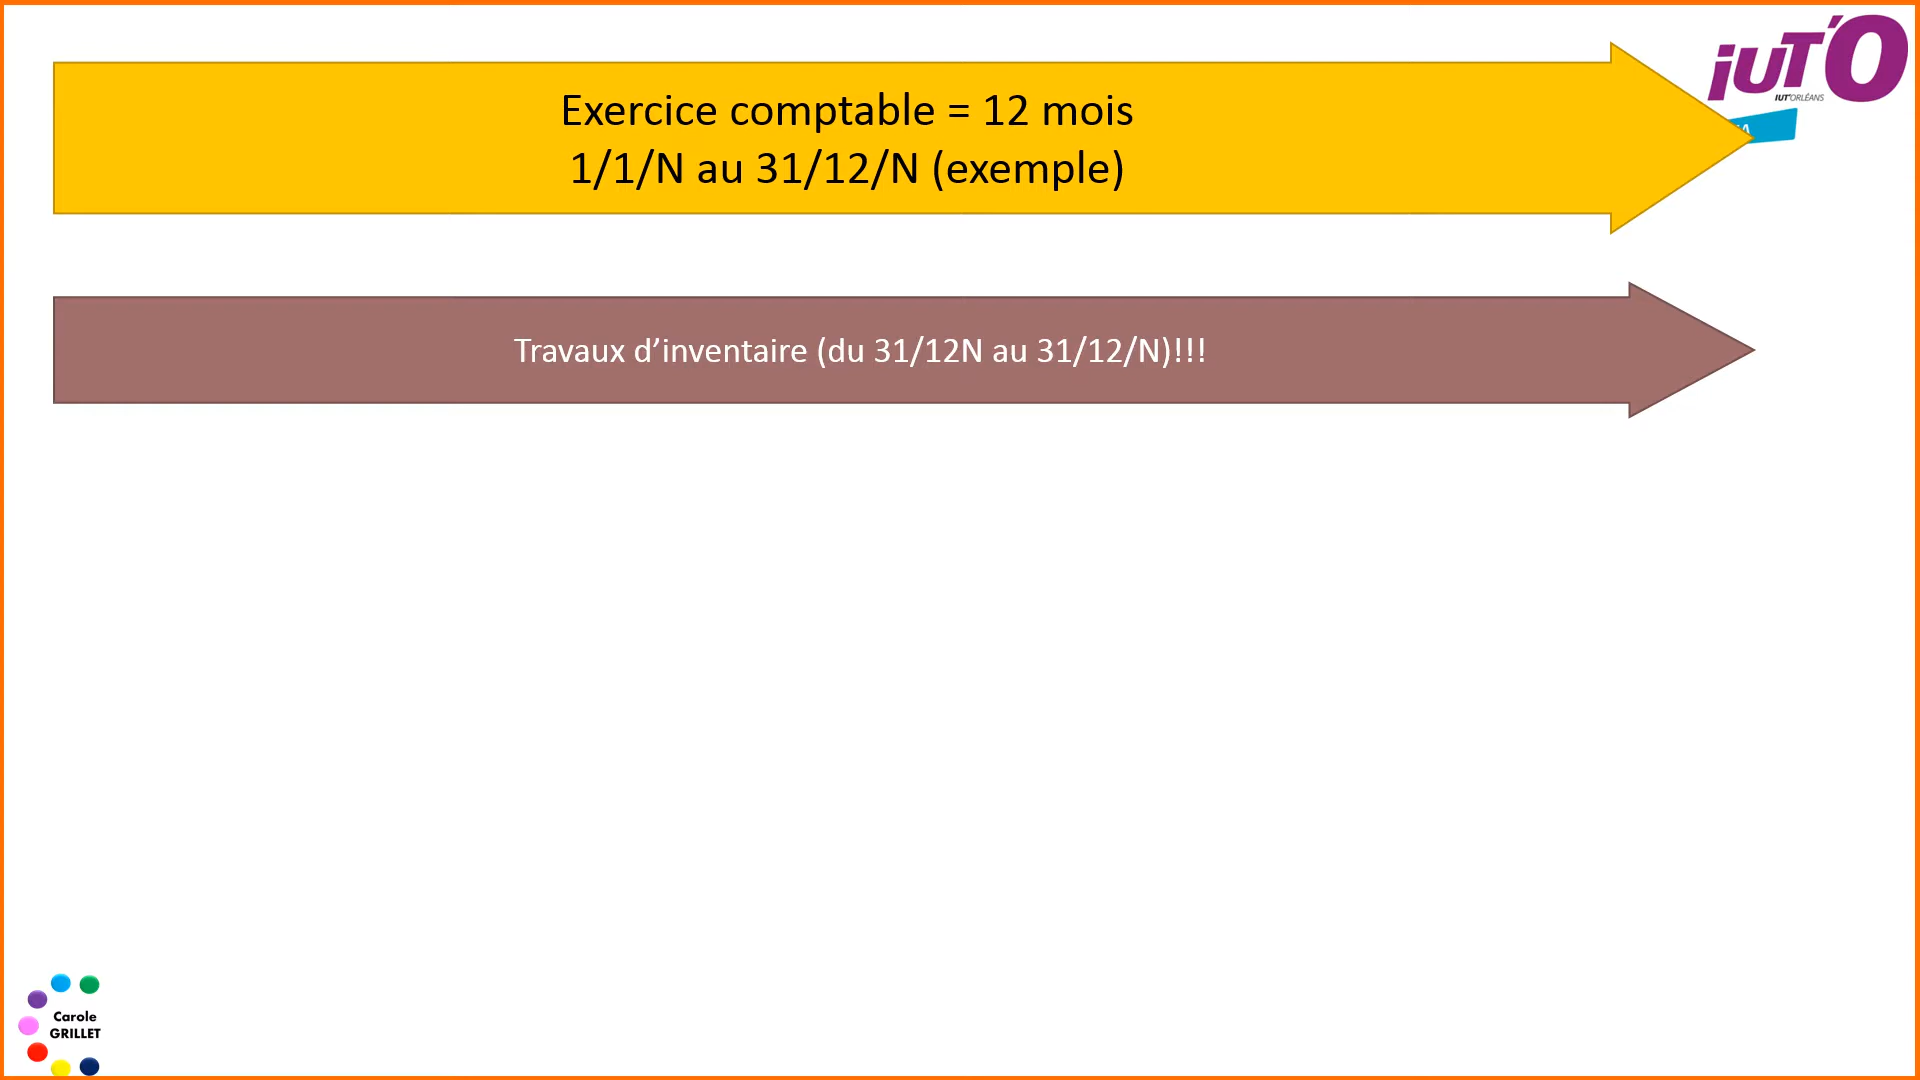 Exercice comptable = 12 mois
1/1/N au 31/12/N (exemple)
iUT'O
IUT'ORLÉANS
Travaux d’inventaire (du 31/12N au 31/12/N)!!!
Carole
GRILLET